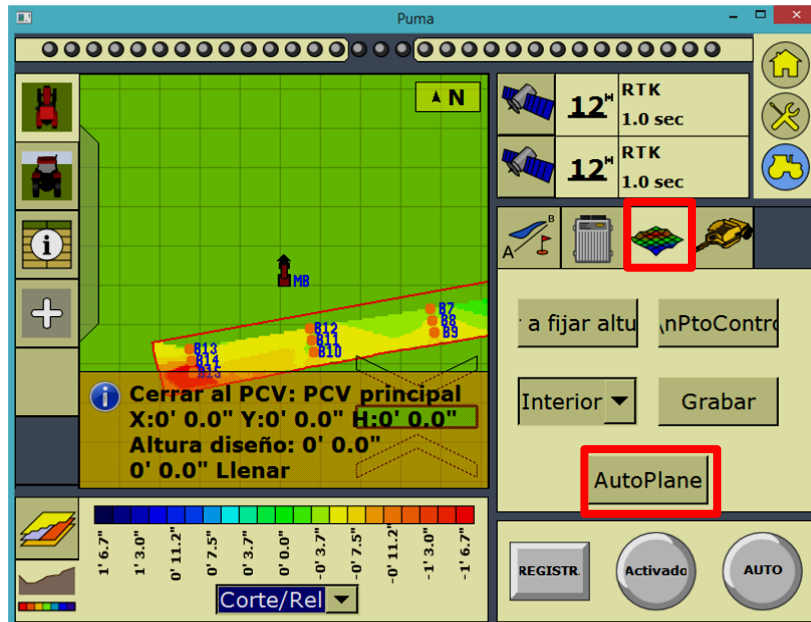 Puma
N
12"
RTK
1.0 sec
12"
RTK
1.0 sec
A
B
MB
B7
B8
B9
B12
B11
B10
B13
B14
B15
Cerrar al PCV: PCV principal
X:0' 0.0" Y:0' 0.0" H:0' 0.0"
Altura diseño: 0' 0.0"
0' 0.0" Llenar
r a fijar altu
\nPtoContro
Interior
Grabar
AutoPlane
1' 6.7"
1' 3.0"
0' 11.2"
0' 7.5"
0' 3.7"
0' 0.0"
-0' 3.7"
-0' 7.5"
-0' 11.2"
-1' 3.0"
-1' 6.7"
Corte/Rel
REGISTR.
Activado
AUTO